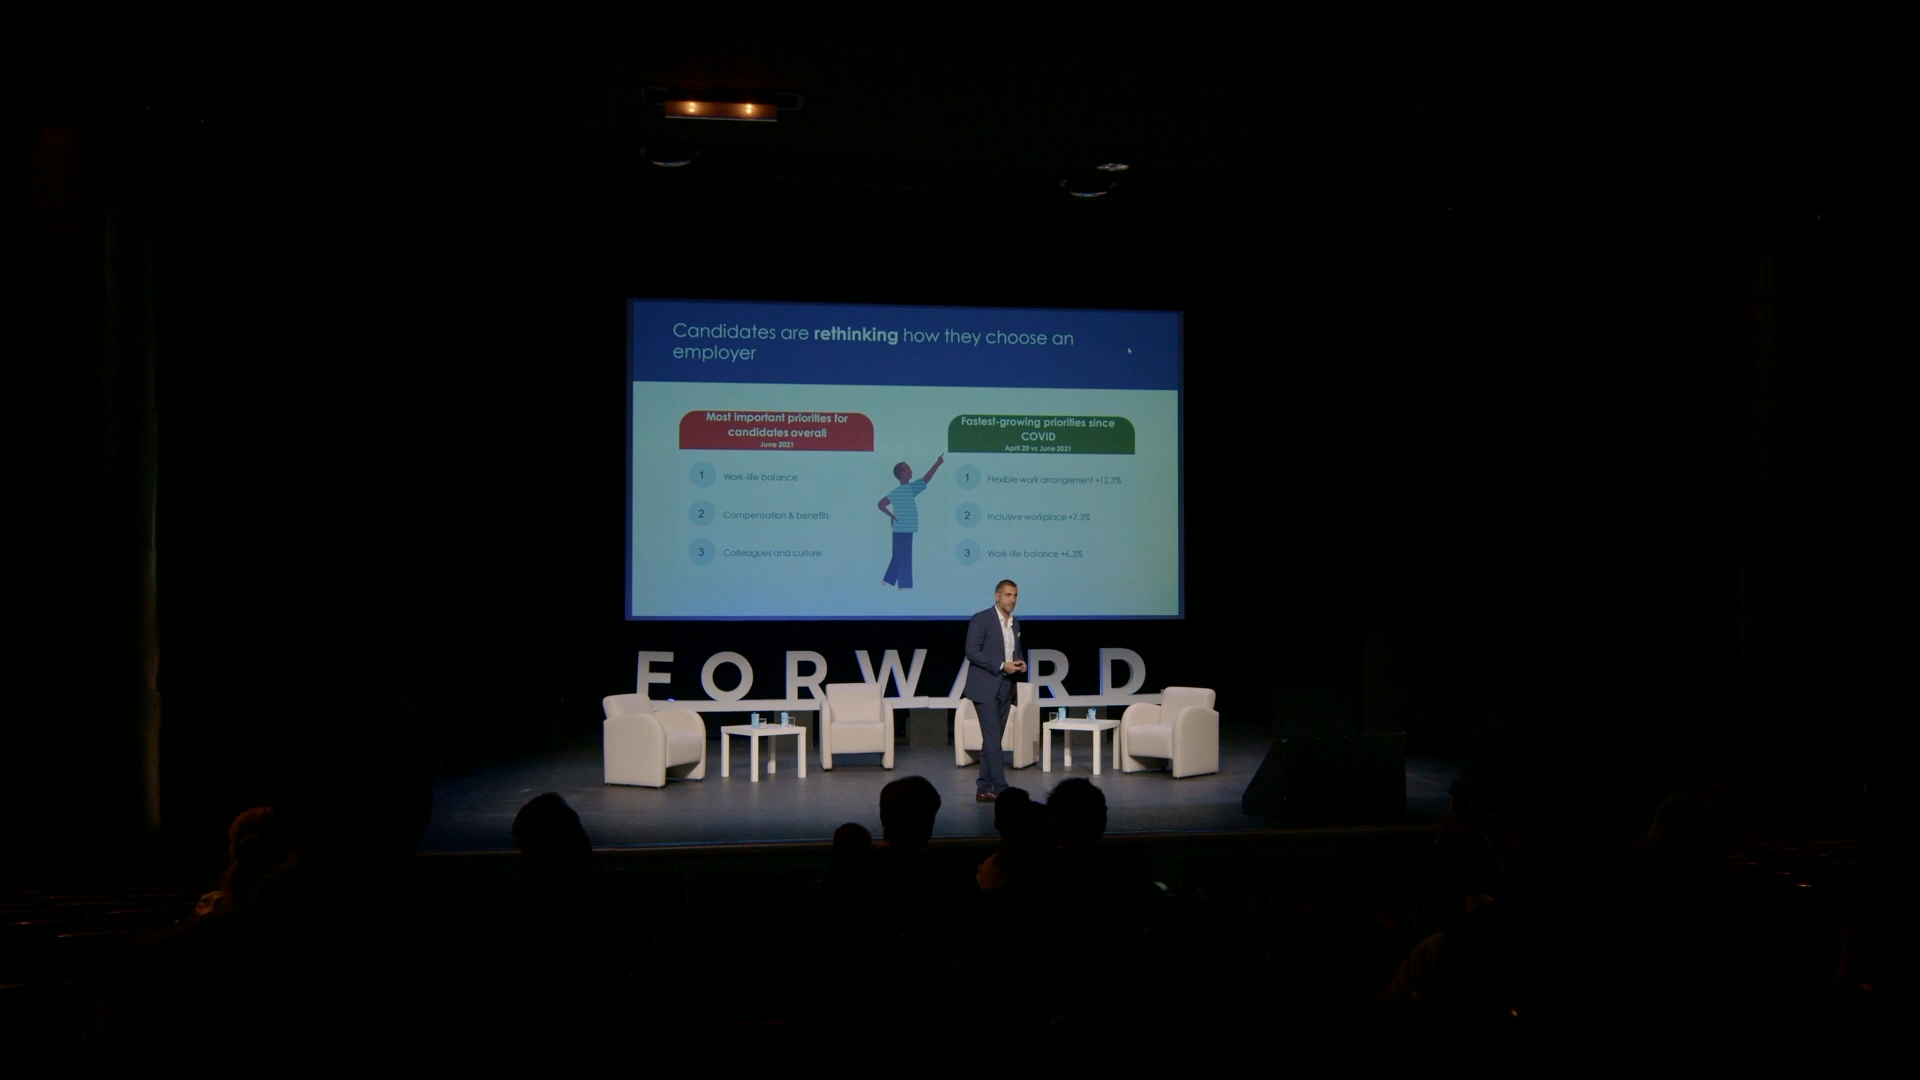 Candidates are rethinking how they choose an
employer
Most important priorities for
candidates overall
June 2021
1 Work-life balance
2 Compensation & benefits
3 Colleagues and culture
Fastest-growing priorities since
COVID
April 20 vs June 2021
1 Flexible work arrangement +12.3%
2 Inclusive workplace +7.3%
3 Work-life balance +6.3%
FORWARD